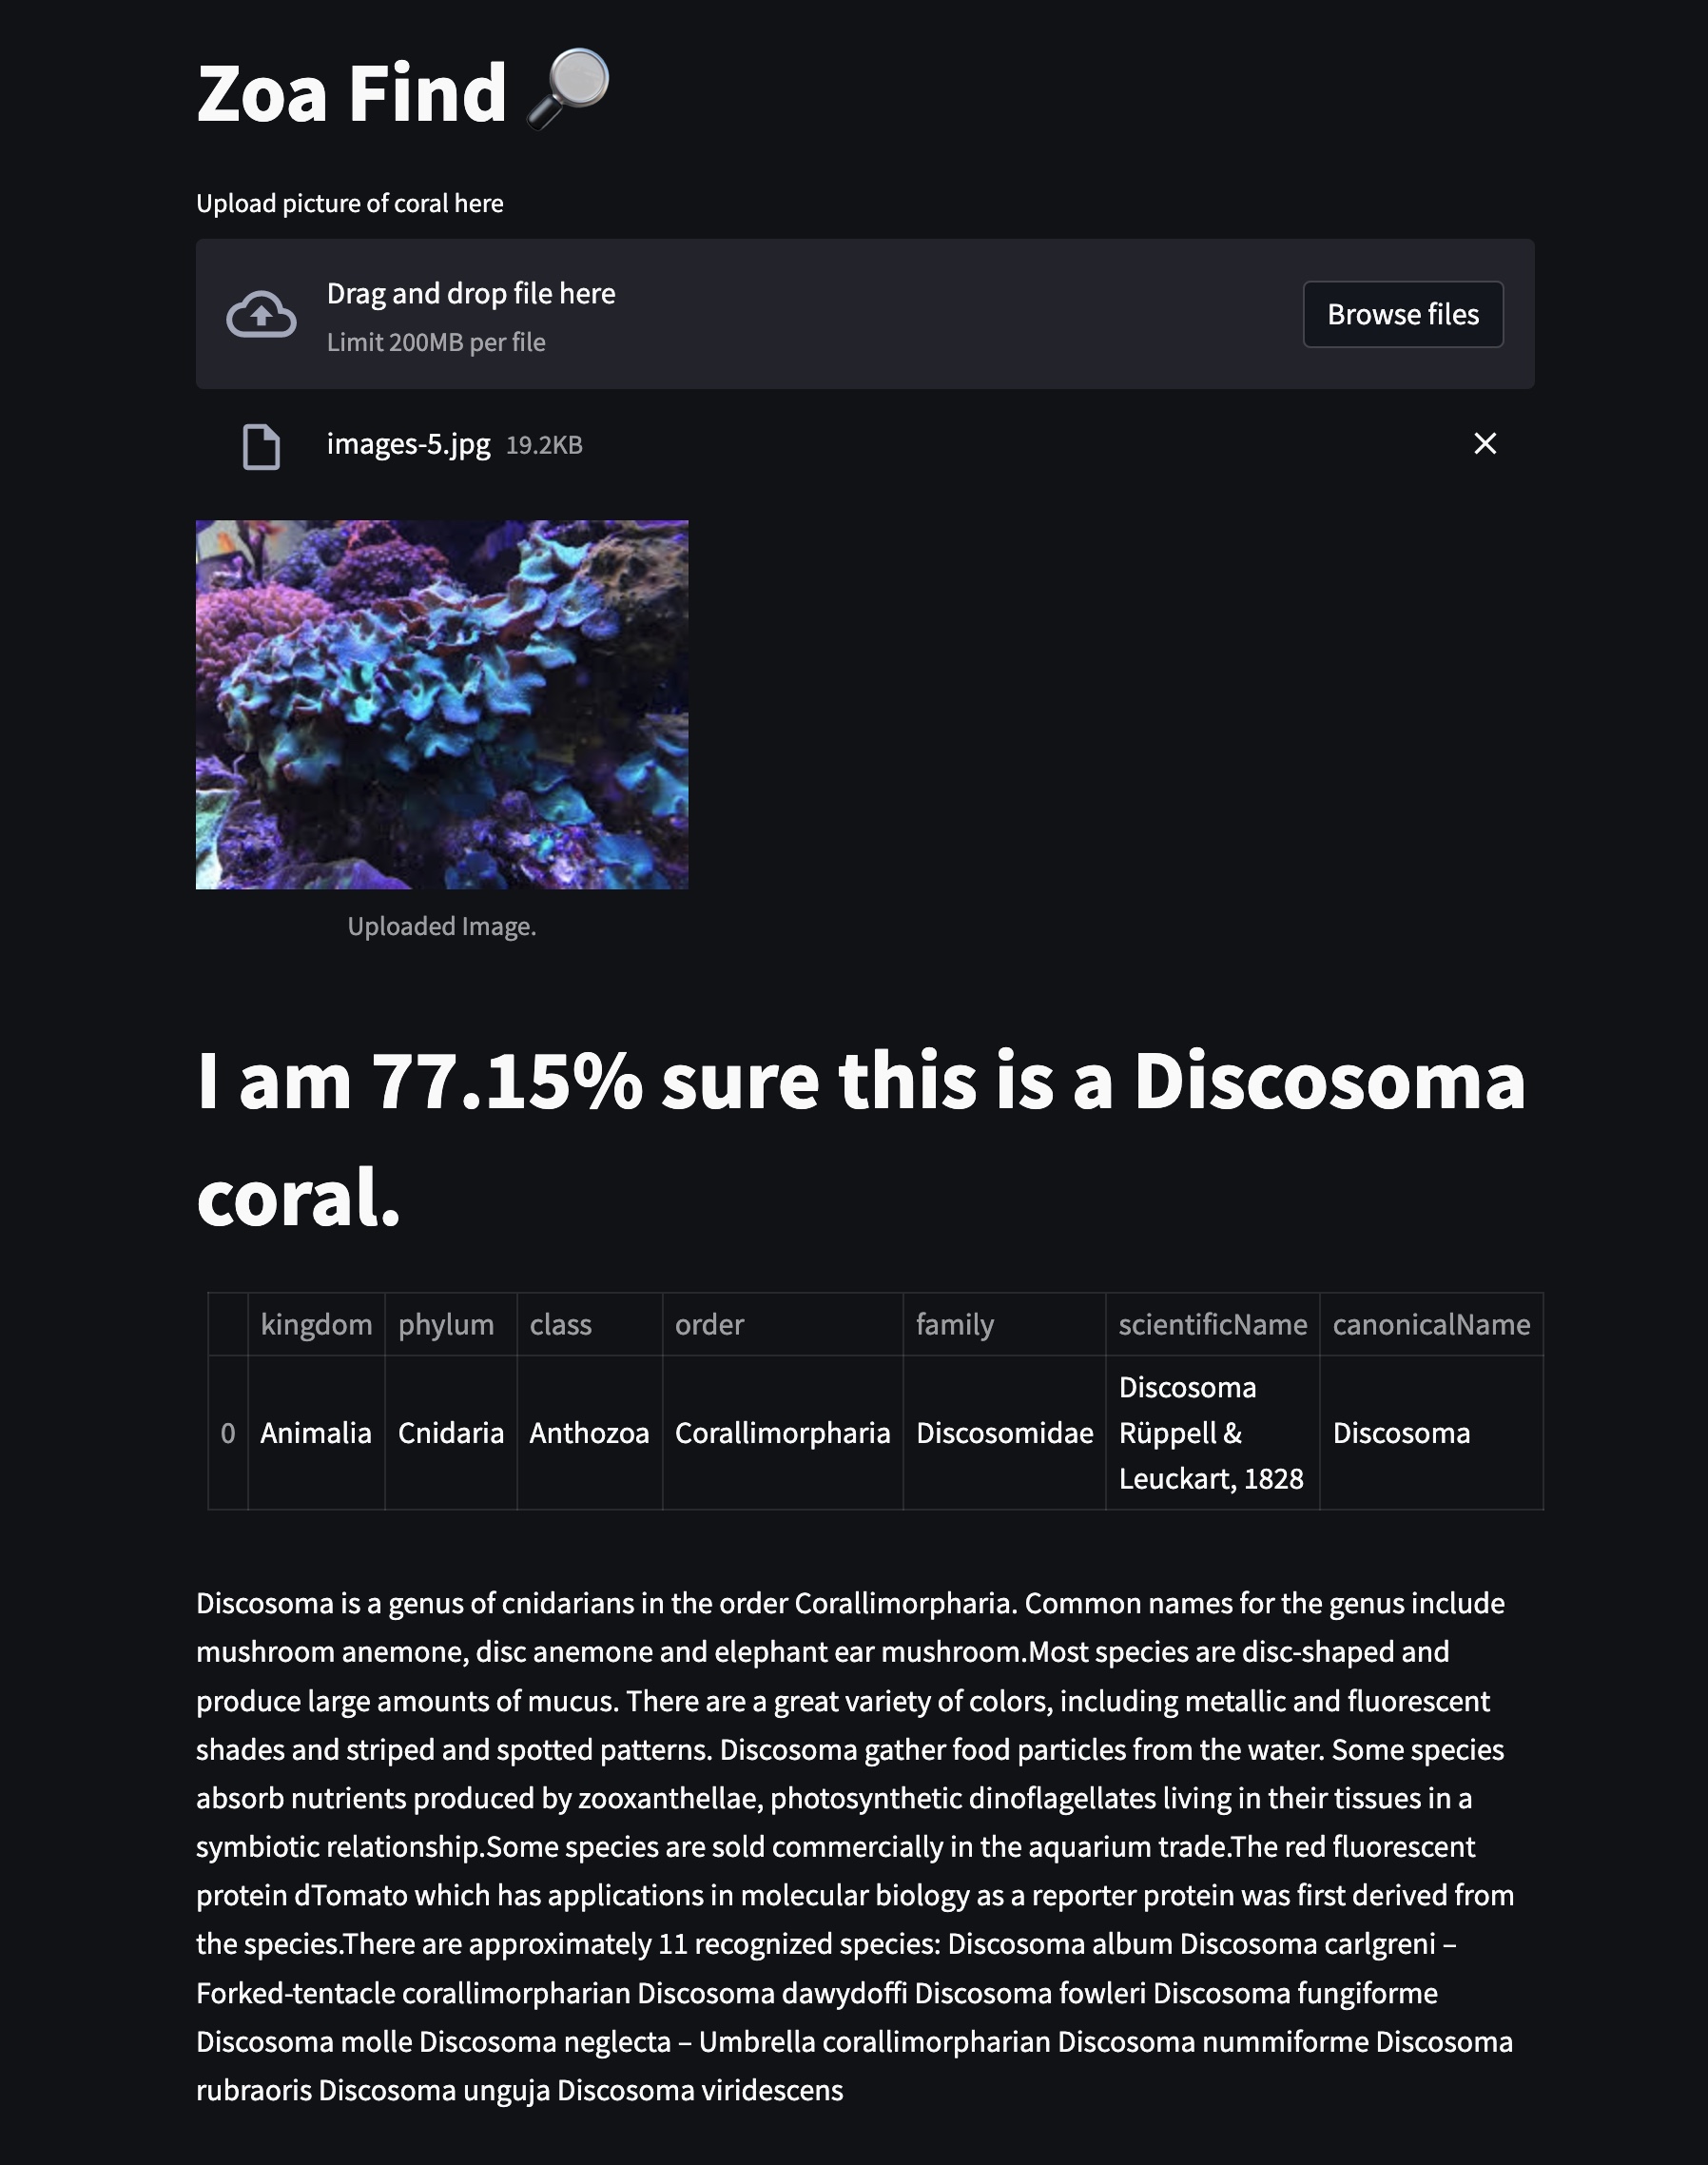 Zoa Find
Upload picture of coral here
Drag and drop file here
Limit 200MB per file
Browse files
images-5.jpg 19.2KB
Uploaded Image.
I am 77.15% sure this is a Discosoma
coral.
kingdom phylum class order family scientificName canonicalName
0 Animalia Cnidaria Anthozoa Corallimorpharia Discosomidae Discosoma Rüppell & Leuckart, 1828 Discosoma
Discosoma is a genus of cnidarians in the order Corallimorpharia. Common names for the genus include
mushroom anemone, disc anemone and elephant ear mushroom.Most species are disc-shaped and
produce large amounts of mucus. There are a great variety of colors, including metallic and fluorescent
shades and striped and spotted patterns. Discosoma gather food particles from the water. Some species
absorb nutrients produced by zooxanthellae, photosynthetic dinoflagellates living in their tissues in a
symbiotic relationship.Some species are sold commercially in the aquarium trade.The red fluorescent
protein dTomato which has applications in molecular biology as a reporter protein was first derived from
the species.There are approximately 11 recognized species: Discosoma album Discosoma carlgreni –
Forked-tentacle corallimorpharian Discosoma dawydoffi Discosoma fowleri Discosoma fungiforme
Discosoma molle Discosoma neglecta – Umbrella corallimorpharian Discosoma nummiforme Discosoma
rubraoris Discosoma unguja Discosoma viridescens